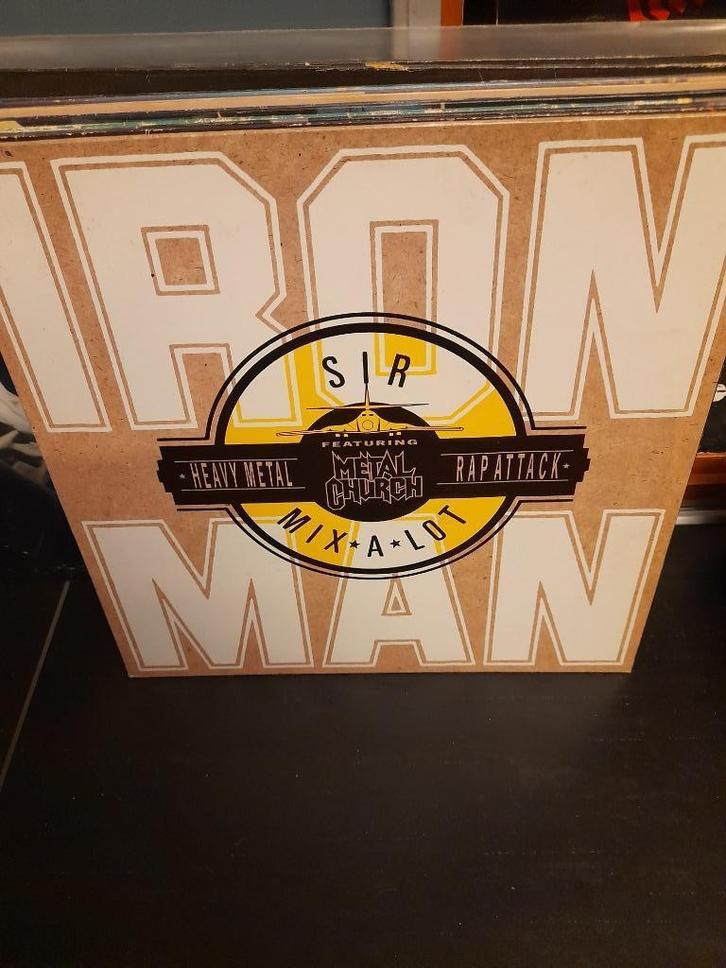 IRON
SIR
FEATURING
★ HEAVY METAL
METAL
CHURCH
RAP ATTACK ★
MIX★A★LOT
MAN